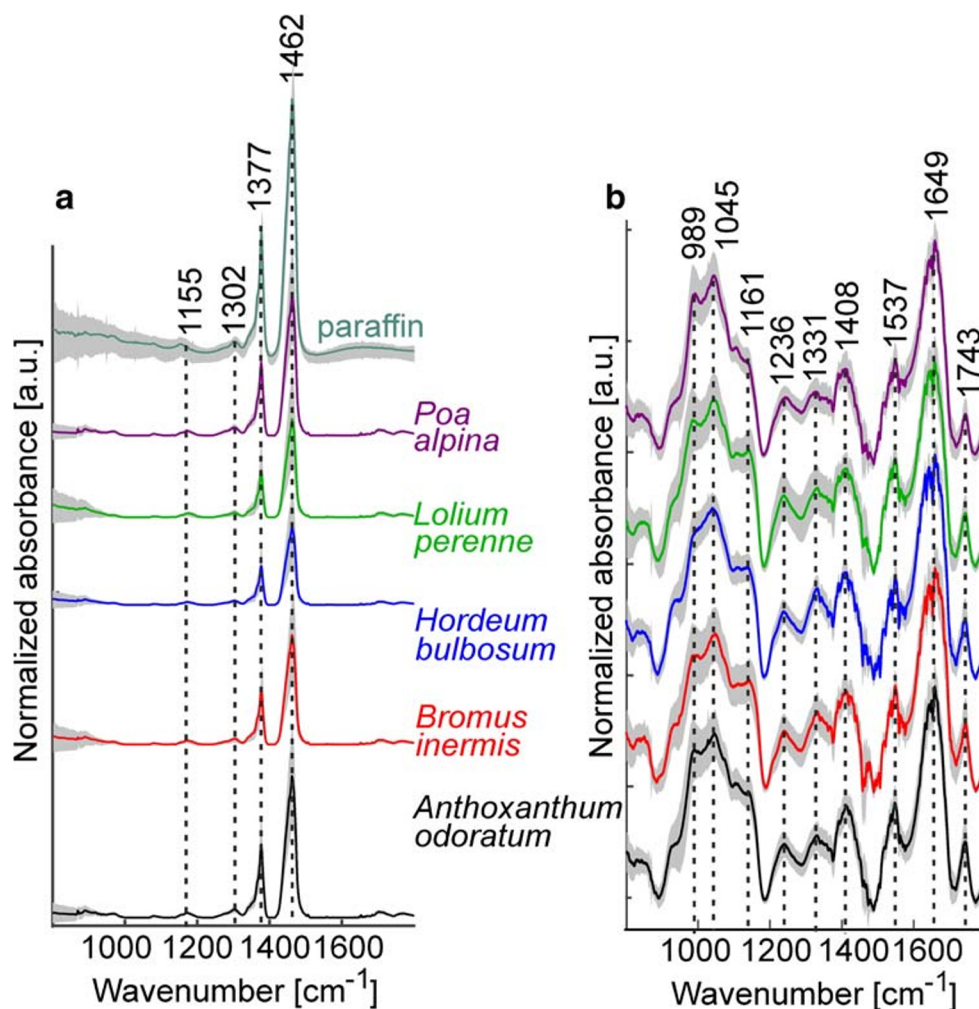 a
1155
1302
1377
1462
paraffin
Poa
alpina
Lolium
perenne
Hordeum
bulbosum
Bromus
inermis
Anthoxanthum
odoratum
Normalized absorbance [a.u.]
1000 1200 1400 1600
Wavenumber [cm⁻¹]
b
989
1045
1161
1236
1331
1408
1537
1649
1743
Normalized absorbance [a.u.]
1000 1200 1400 1600
Wavenumber [cm⁻¹]